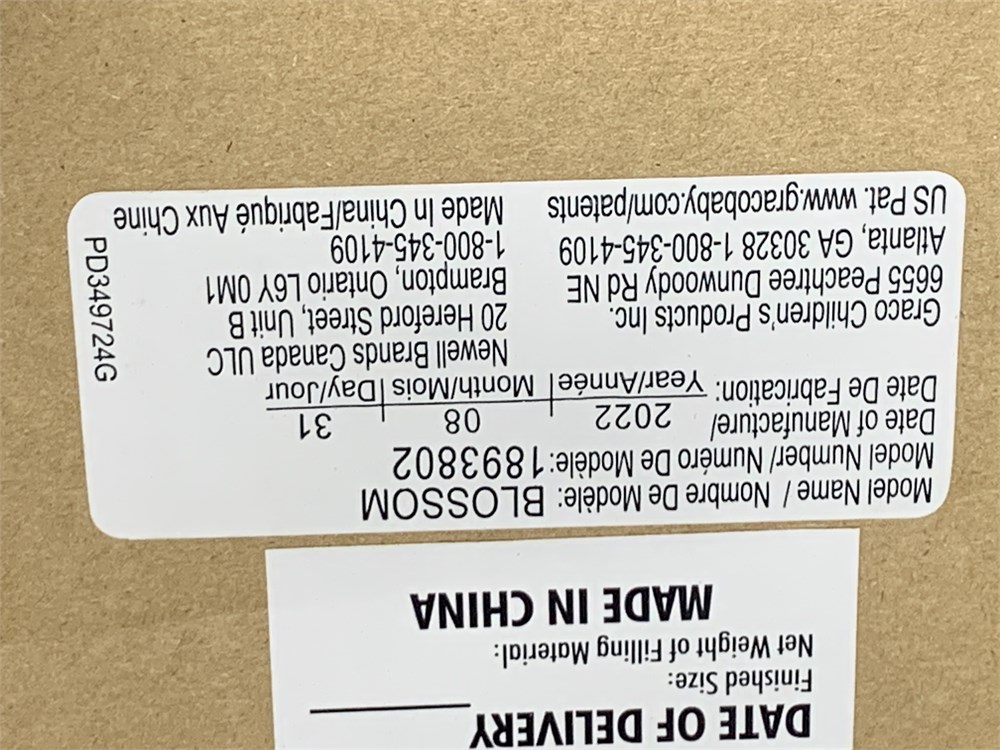 DATE OF DELIVERY
Finished Size:
Net Weight of Filling Material:
MADE IN CHINA
Model Name / Nombre De Modèle: BLOSSOM
Model Number/ Numéro De Modèle: 1893802
Date of Manufacture/ 2022 08 31
Date De Fabrication: Year/Année Month/Mois Day/Jour
Graco Children's Products Inc.
6655 Peachtree Dunwoody Rd NE
Atlanta, GA 30328 1-800-345-4109
US Pat. www.gracobaby.com/patents
Newell Brands Canada ULC
20 Hereford Street, Unit B
Brampton, Ontario L6Y 0M1
1-800-345-4109
Made In China/Fabriqué Aux Chine
PD349724G